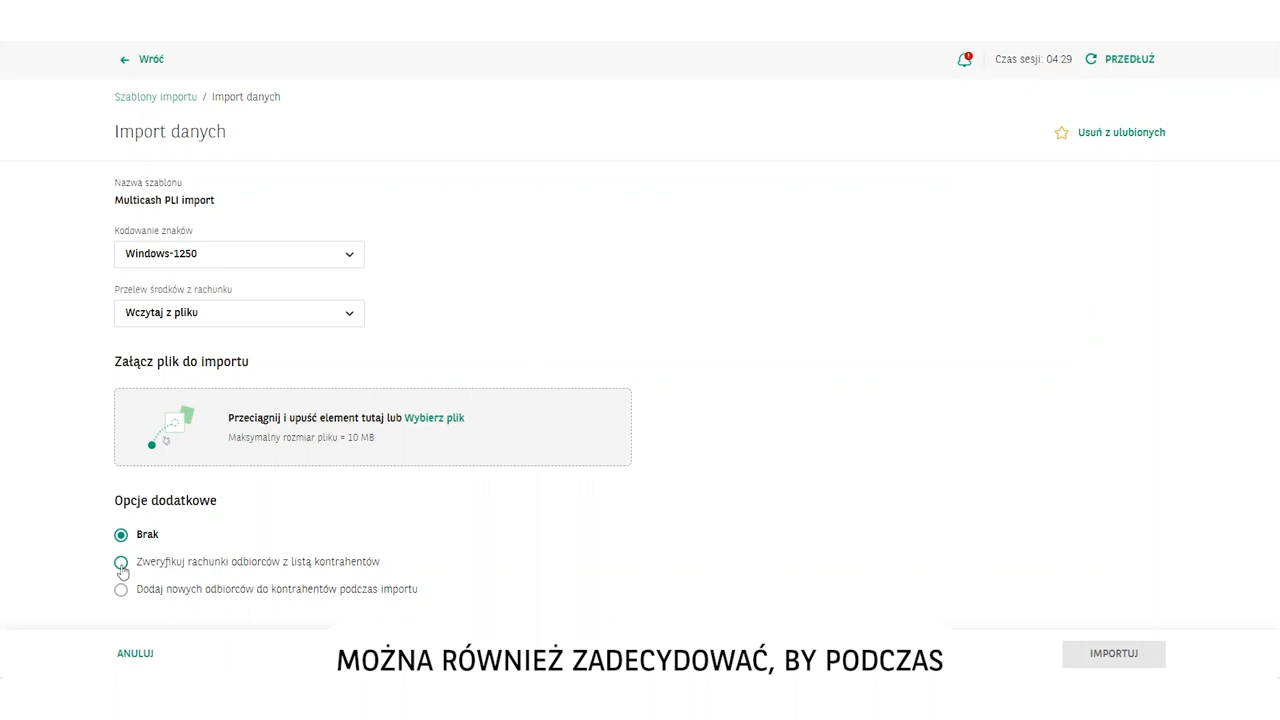 Wróć
Czas sesji: 04:29 PRZEDŁUŻ
Szablony importu / Import danych
Import danych
Usuń z ulubionych
Nazwa szablonu
Multicash PLI import
Kodowanie znaków
Windows-1250
Przelew środków z rachunku
Wczytaj z pliku
Załącz plik do importu
Przeciągnij i upuść element tutaj lub Wybierz plik
Maksymalny rozmiar pliku = 10 MB
Opcje dodatkowe
Brak
Zweryfikuj rachunki odbiorców z listą kontrahentów
Dodaj nowych odbiorców do kontrahentów podczas importu
ANULUJ
MOŻNA RÓWNIEŻ ZADECYDOWAĆ, BY PODCZAS
IMPORTUJ